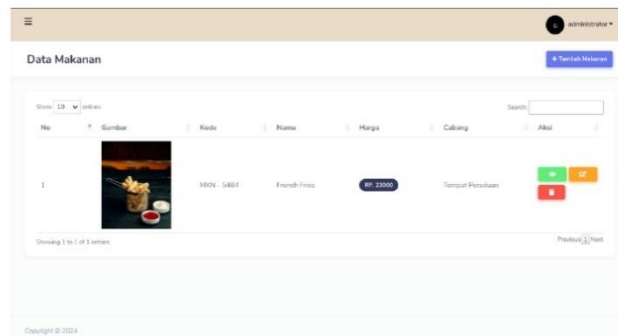 administrator
Data Makanan
+ Tambah Makanan
Show 10 entries
Search:
No Gambar Kode Nama Harga Cabang Aksi
1 MKN - 5484 French Fries RP. 23000 Tempat Peraduan
Showing 1 to 1 of 1 entries
Previous 1 Next
Copyright © 2024